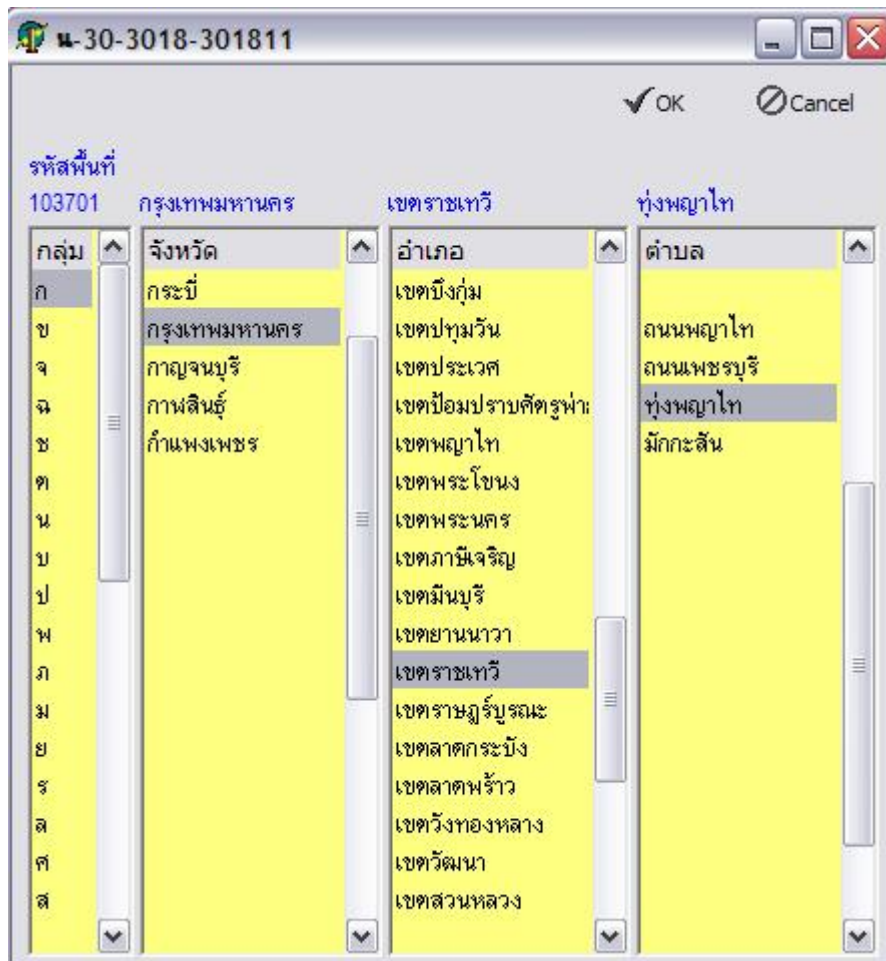 น-30-3018-301811
OK Cancel
รหัสพื้นที่
103701 กรุงเทพมหานคร เขตราชเทวี ทุ่งพญาไท
กลุ่ม จังหวัด อำเภอ ตำบล
ก กระบี่ เขตบึงกุ่ม
ข กรุงเทพมหานคร เขตปทุมวัน ถนนพญาไท
จ กาญจนบุรี เขตประเวศ ถนนเพชรบุรี
ฉ กาฬสินธุ์ เขตป้อมปราบศัตรูพ่าย ทุ่งพญาไท
ช กำแพงเพชร เขตพญาไท มักกะสัน
ต เขตพระโขนง
น เขตพระนคร
บ เขตภาษีเจริญ
ป เขตมีนบุรี
พ เขตยานนาวา
ภ เขตราชเทวี
ม เขตราษฎร์บูรณะ
ย เขตลาดกระบัง
ร เขตลาดพร้าว
ล เขตวังทองหลาง
ศ เขตวัฒนา
ส เขตสวนหลวง